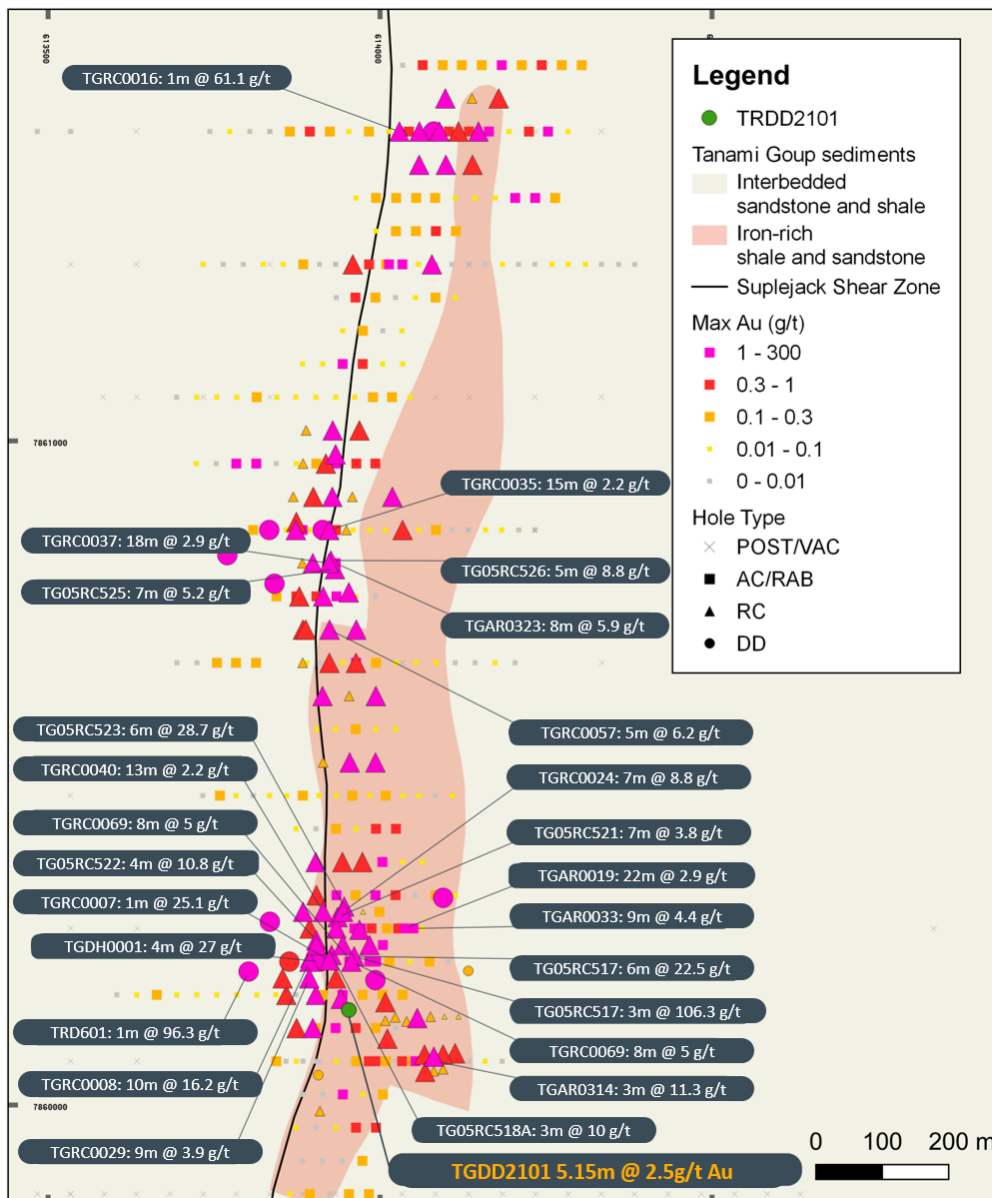 613500
614000
TGRC0016: 1m @ 61.1 g/t
Legend
TRDD2101
Tanami Goup sediments
Interbedded
sandstone and shale
Iron-rich
shale and sandstone
Suplejack Shear Zone
Max Au (g/t)
1 - 300
0.3 - 1
0.1 - 0.3
0.01 - 0.1
0 - 0.01
Hole Type
POST/VAC
AC/RAB
RC
DD
7861000
TGRC0035: 15m @ 2.2 g/t
TGRC0037: 18m @ 2.9 g/t
TG05RC526: 5m @ 8.8 g/t
TG05RC525: 7m @ 5.2 g/t
TGAR0323: 8m @ 5.9 g/t
TG05RC523: 6m @ 28.7 g/t
TGRC0057: 5m @ 6.2 g/t
TGRC0040: 13m @ 2.2 g/t
TGRC0024: 7m @ 8.8 g/t
TGRC0069: 8m @ 5 g/t
TG05RC521: 7m @ 3.8 g/t
TG05RC522: 4m @ 10.8 g/t
TGAR0019: 22m @ 2.9 g/t
TGRC0007: 1m @ 25.1 g/t
TGAR0033: 9m @ 4.4 g/t
TGDH0001: 4m @ 27 g/t
TG05RC517: 6m @ 22.5 g/t
TG05RC517: 3m @ 106.3 g/t
TRD601: 1m @ 96.3 g/t
TGRC0069: 8m @ 5 g/t
TGRC0008: 10m @ 16.2 g/t
TGAR0314: 3m @ 11.3 g/t
7860000
TG05RC518A: 3m @ 10 g/t
TGRC0029: 9m @ 3.9 g/t
TGDD2101 5.15m @ 2.5g/t Au
0 100 200 m